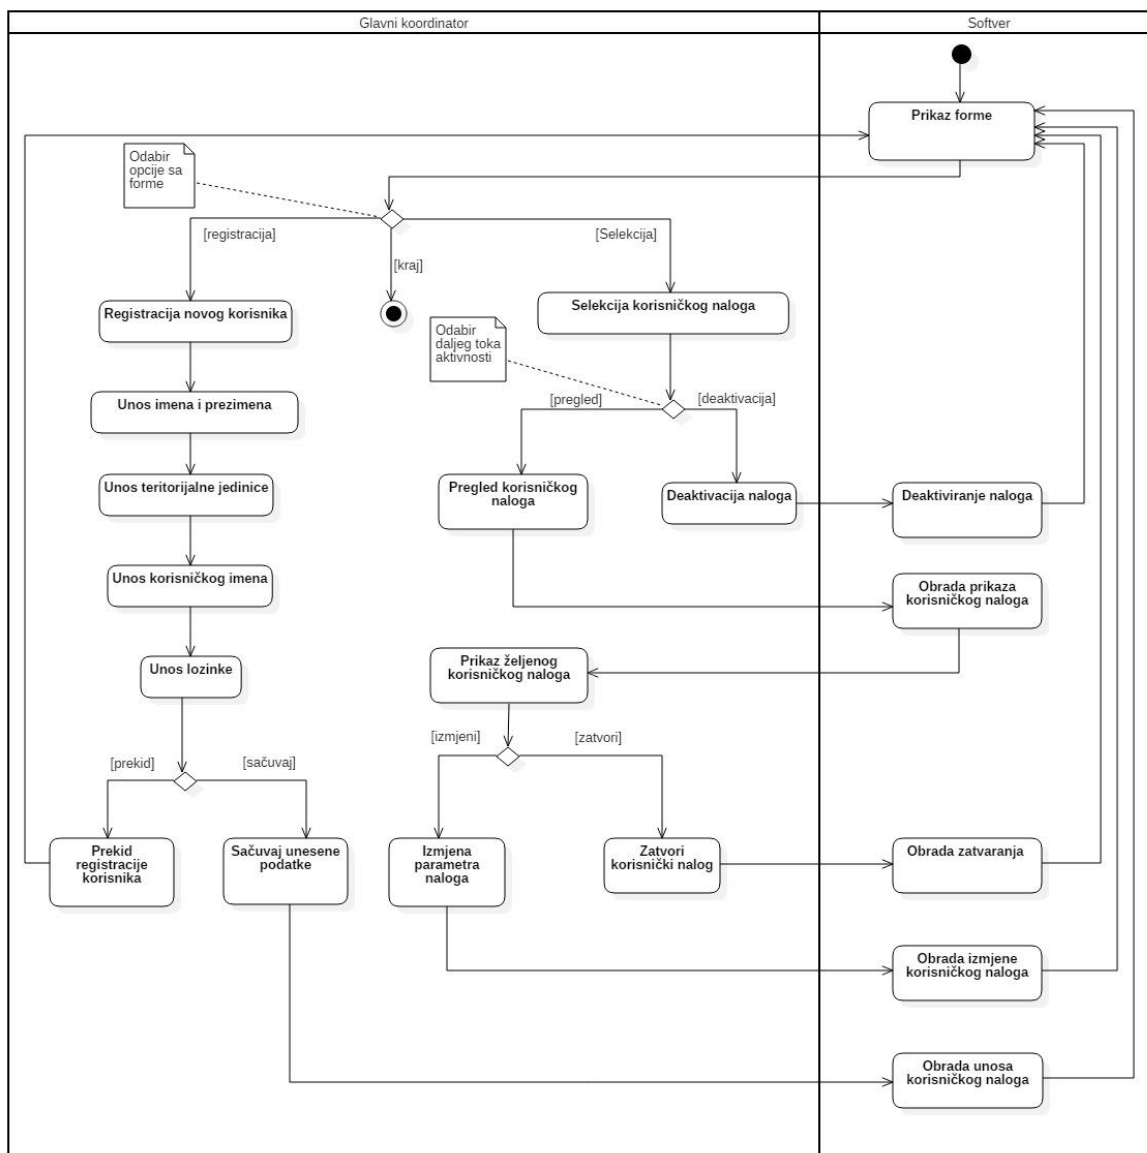 Glavni koordinator
Softver
Prikaz forme
Odabir
opcije sa
forme
[registracija]
[kraj]
[Selekcija]
Registracija novog korisnika
Selekcija korisničkog naloga
Odabir
daljeg toka
aktivnosti
[pregled]
[deaktivacija]
Unos imena i prezimena
Unos teritorijalne jedinice
Pregled korisničkog
naloga
Deaktivacija naloga
Deaktiviranje naloga
Unos korisničkog imena
Obrada prikaza
korisničkog naloga
Unos lozinke
Prikaz željenog
korisničkog naloga
[prekid]
[sačuvaj]
[izmjeni]
[zatvori]
Prekid
registracije
korisnika
Sačuvaj unesene
podatke
Izmjena
parametra
naloga
Zatvori
korisnički nalog
Obrada zatvaranja
Obrada izmjene
korisničkog naloga
Obrada unosa
korisničkog naloga